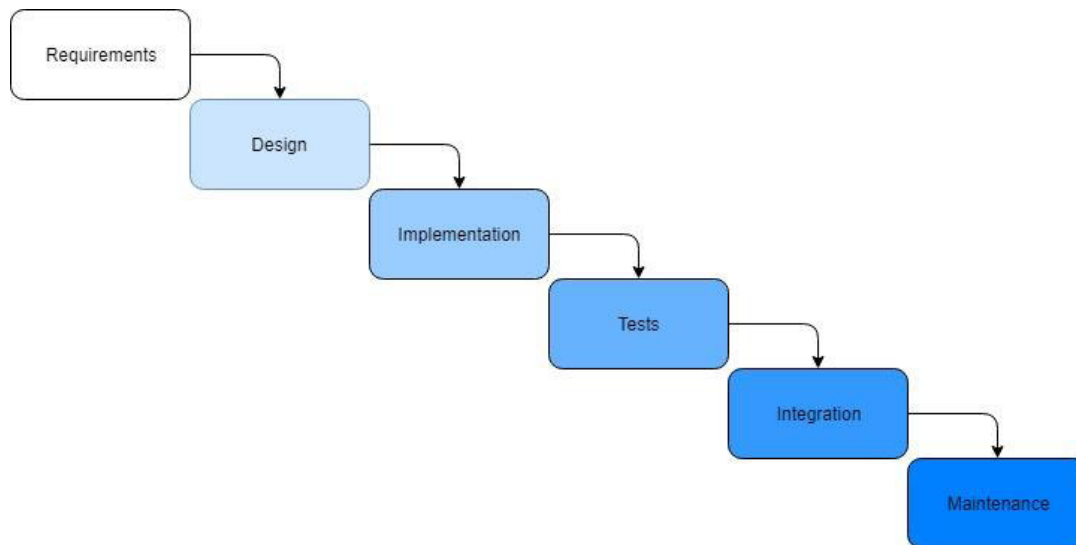 Requirements
Design
Implementation
Tests
Integration
Maintenance